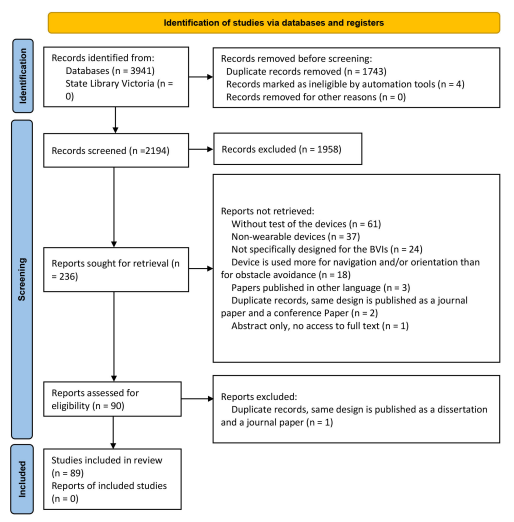 Identification of studies via databases and registers
Identification
Records identified from:
Databases (n = 3941)
State Library Victoria (n =
0)
Records removed before screening:
Duplicate records removed (n = 1743)
Records marked as ineligible by automation tools (n = 4)
Records removed for other reasons (n = 0)
Screening
Records screened (n =2194)
Records excluded (n = 1958)
Reports sought for retrieval (n
= 236)
Reports not retrieved:
Without test of the devices (n = 61)
Non-wearable devices (n = 37)
Not specifically designed for the BVIs (n = 24)
Device is used more for navigation and/or orientation than
for obstacle avoidance (n = 18)
Papers published in other language (n = 3)
Duplicate records, same design is published as a journal
paper and a conference Paper (n = 2)
Abstract only, no access to full text (n = 1)
Reports assessed for
eligibility (n = 90)
Reports excluded:
Duplicate records, same design is published as a dissertation
and a journal paper (n = 1)
Included
Studies included in review
(n = 89)
Reports of included studies
(n = 0)